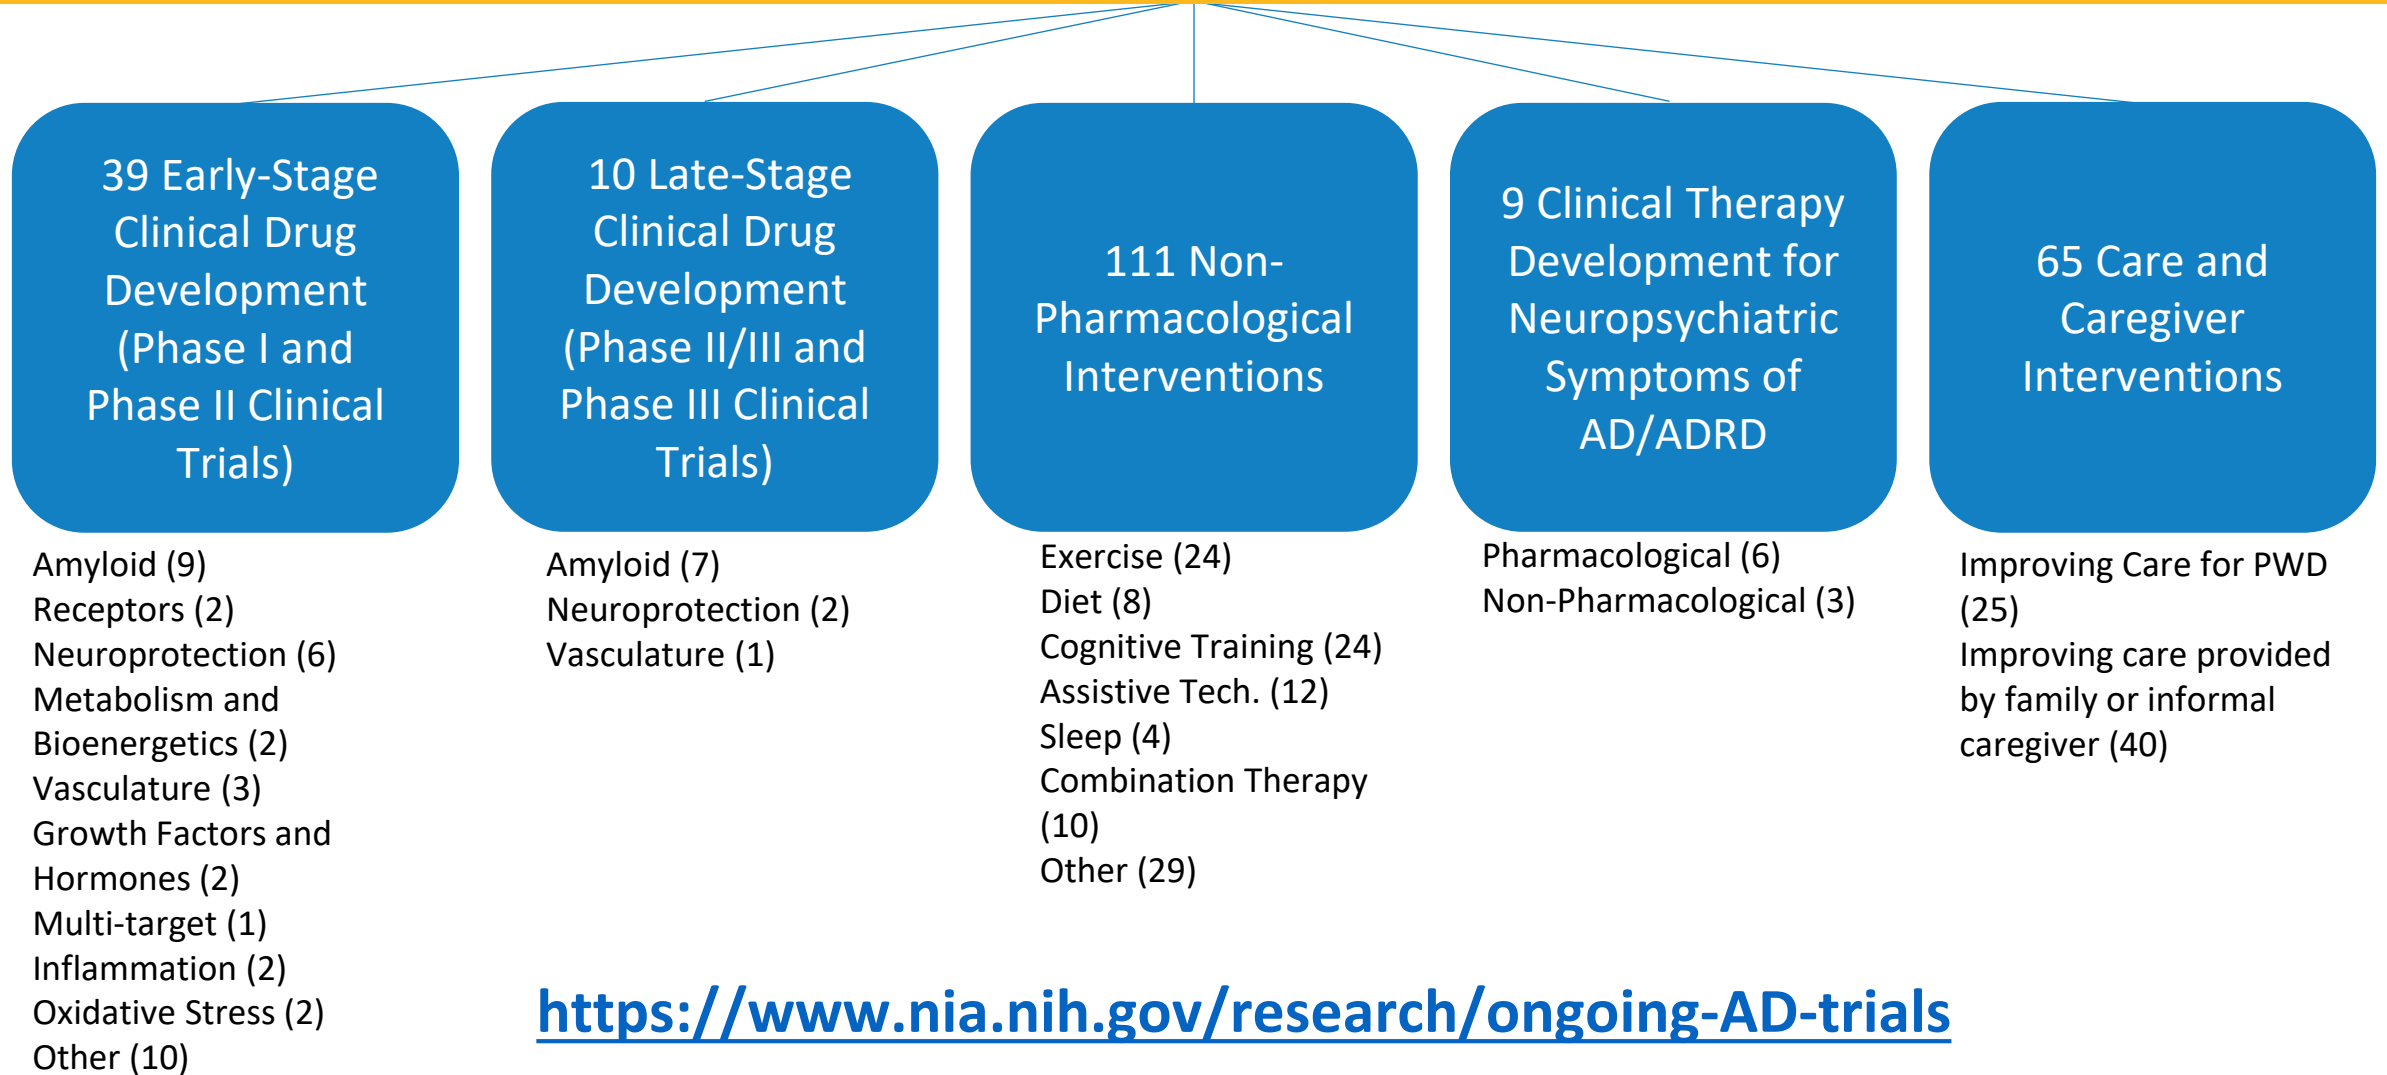 39 Early-Stage
Clinical Drug
Development
(Phase I and
Phase II Clinical
Trials)
Amyloid (9)
Receptors (2)
Neuroprotection (6)
Metabolism and
Bioenergetics (2)
Vasculature (3)
Growth Factors and
Hormones (2)
Multi-target (1)
Inflammation (2)
Oxidative Stress (2)
Other (10)
10 Late-Stage
Clinical Drug
Development
(Phase II/III and
Phase III Clinical
Trials)
Amyloid (7)
Neuroprotection (2)
Vasculature (1)
111 Non-
Pharmacological
Interventions
Exercise (24)
Diet (8)
Cognitive Training (24)
Assistive Tech. (12)
Sleep (4)
Combination Therapy
(10)
Other (29)
9 Clinical Therapy
Development for
Neuropsychiatric
Symptoms of
AD/ADRD
Pharmacological (6)
Non-Pharmacological (3)
65 Care and
Caregiver
Interventions
Improving Care for PWD
(25)
Improving care provided
by family or informal
caregiver (40)
https://www.nia.nih.gov/research/ongoing-AD-trials